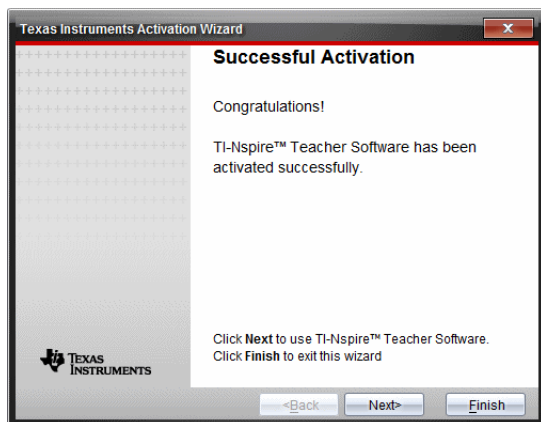 Texas Instruments Activation Wizard
x
Successful Activation
Congratulations!
TI-Nspire™ Teacher Software has been
activated successfully.
Click Next to use TI-Nspire™ Teacher Software.
Click Finish to exit this wizard
TEXAS
INSTRUMENTS
<Back Next> Finish